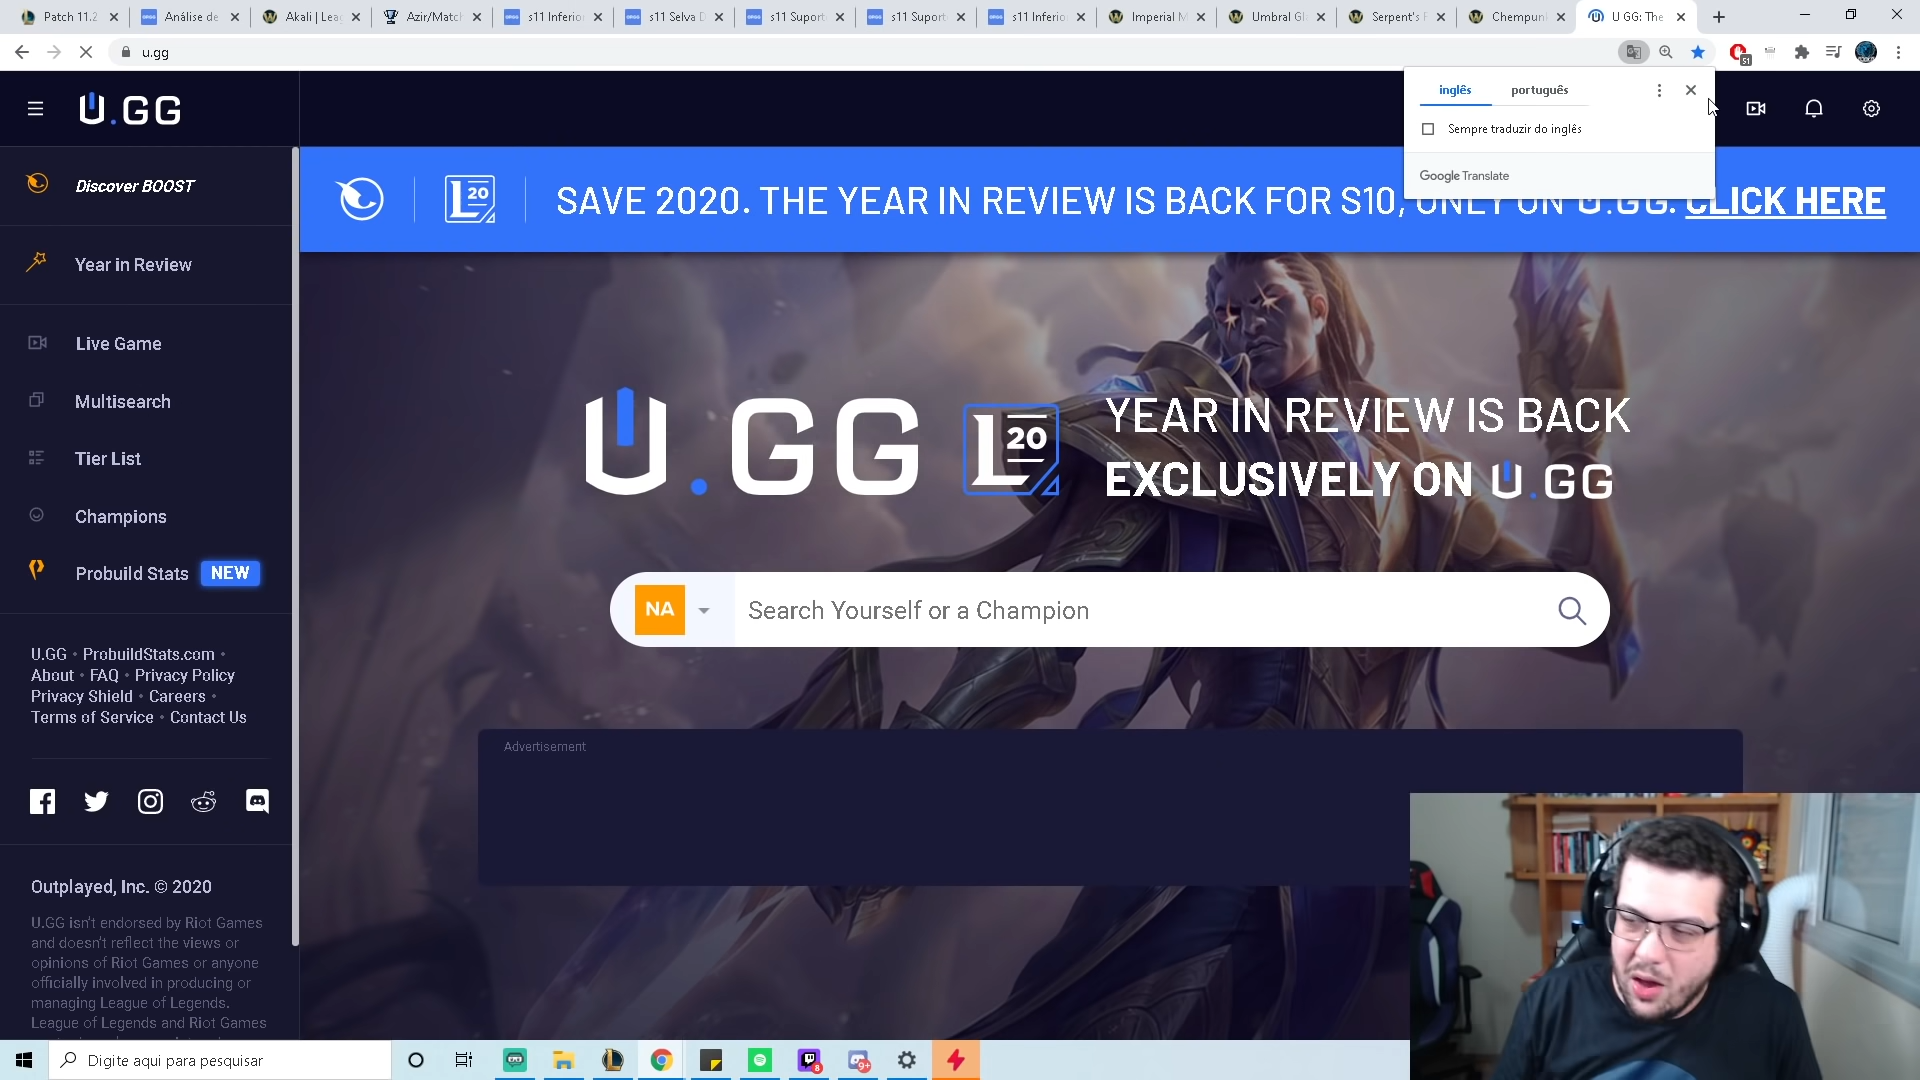 Patch 11.2
Análise de
Akali | Lea
Azir/Match
s11 Inferio
s11 Selva D
s11 Suport
s11 Suport
s11 Inferio
Imperial M
Umbral Gl
Serpent's F
Chempun
U GG: The
u.gg
51
U.GG
inglês
português
Sempre traduzir do inglês
Google Translate
Discover BOOST
Year in Review
Live Game
Multisearch
Tier List
Champions
Probuild Stats NEW
U.GG • ProbuildStats.com •
About • FAQ • Privacy Policy
Privacy Shield • Careers •
Terms of Service • Contact Us
Outplayed, Inc. © 2020
U.GG isn't endorsed by Riot Games
and doesn't reflect the views or
opinions of Riot Games or anyone
officially involved in producing or
managing League of Legends.
League of Legends and Riot Games
L 20
SAVE 2020. THE YEAR IN REVIEW IS BACK FOR S10, ONLY ON U.GG. CLICK HERE
U.GG
L 20
YEAR IN REVIEW IS BACK
EXCLUSIVELY ON U.GG
NA
Search Yourself or a Champion
Advertisement
Digite aqui para pesquisar
8
9+